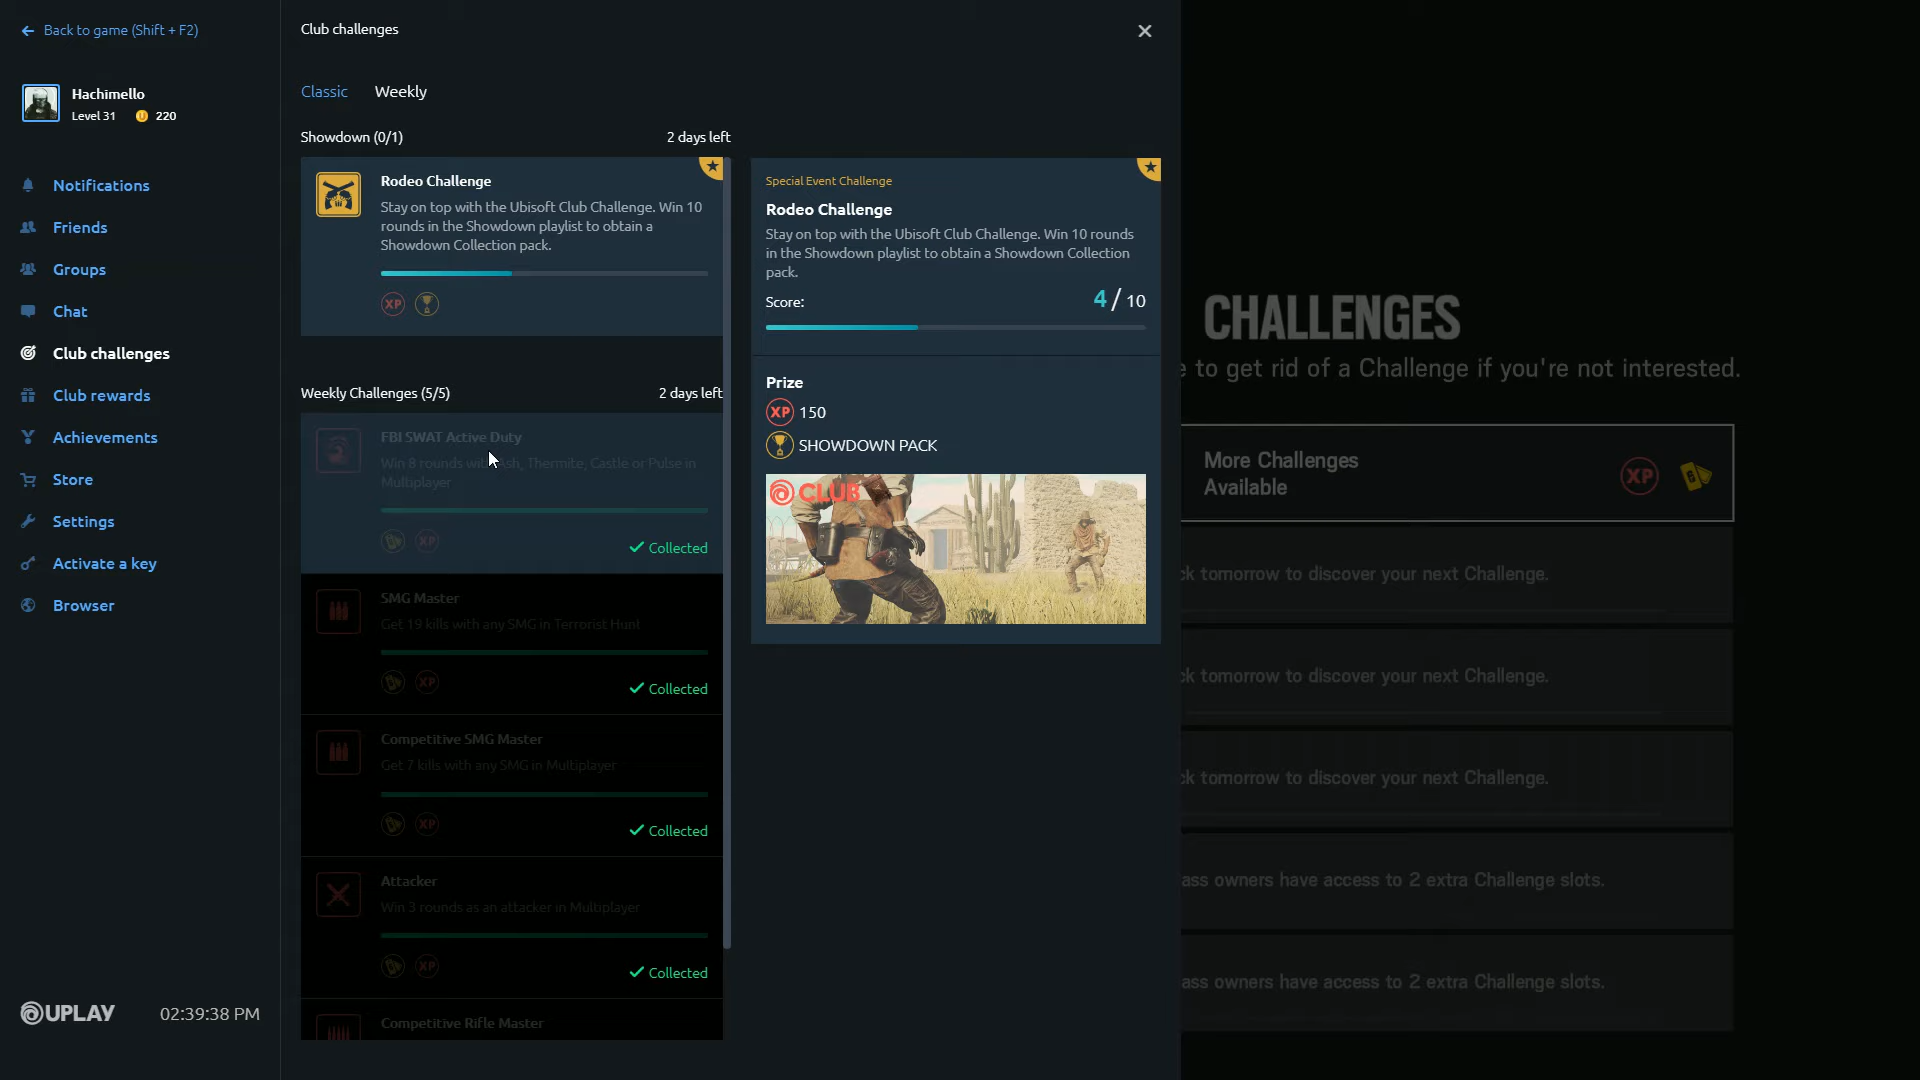 Back to game (Shift + F2)
Hachimello
Level 31 220
Notifications
Friends
Groups
Chat
Club challenges
Club rewards
Achievements
Store
Settings
Activate a key
Browser
UPLAY 02:39:38 PM
Club challenges
Classic Weekly
Showdown (0/1) 2 days left
Rodeo Challenge
Stay on top with the Ubisoft Club Challenge. Win 10
rounds in the Showdown playlist to obtain a
Showdown Collection pack.
XP
Weekly Challenges (5/5) 2 days left
FBI SWAT Active Duty
Win 8 rounds with Ash, Thermite, Castle or Pulse in
Multiplayer
XP
Collected
SMG Master
Get 19 kills with any SMG in Terrorist Hunt
XP
Collected
Competitive SMG Master
Get 7 kills with any SMG in Multiplayer
XP
Collected
Attacker
Win 3 rounds as an attacker in Multiplayer
XP
Collected
Competitive Rifle Master
Special Event Challenge
Rodeo Challenge
Stay on top with the Ubisoft Club Challenge. Win 10 rounds
in the Showdown playlist to obtain a Showdown Collection
pack.
Score: 4 / 10
Prize
XP 150
SHOWDOWN PACK
CLUB
CHALLENGES
e to get rid of a Challenge if you're not interested.
More Challenges
Available
XP
ck tomorrow to discover your next Challenge.
ck tomorrow to discover your next Challenge.
ck tomorrow to discover your next Challenge.
ass owners have access to 2 extra Challenge slots.
ass owners have access to 2 extra Challenge slots.